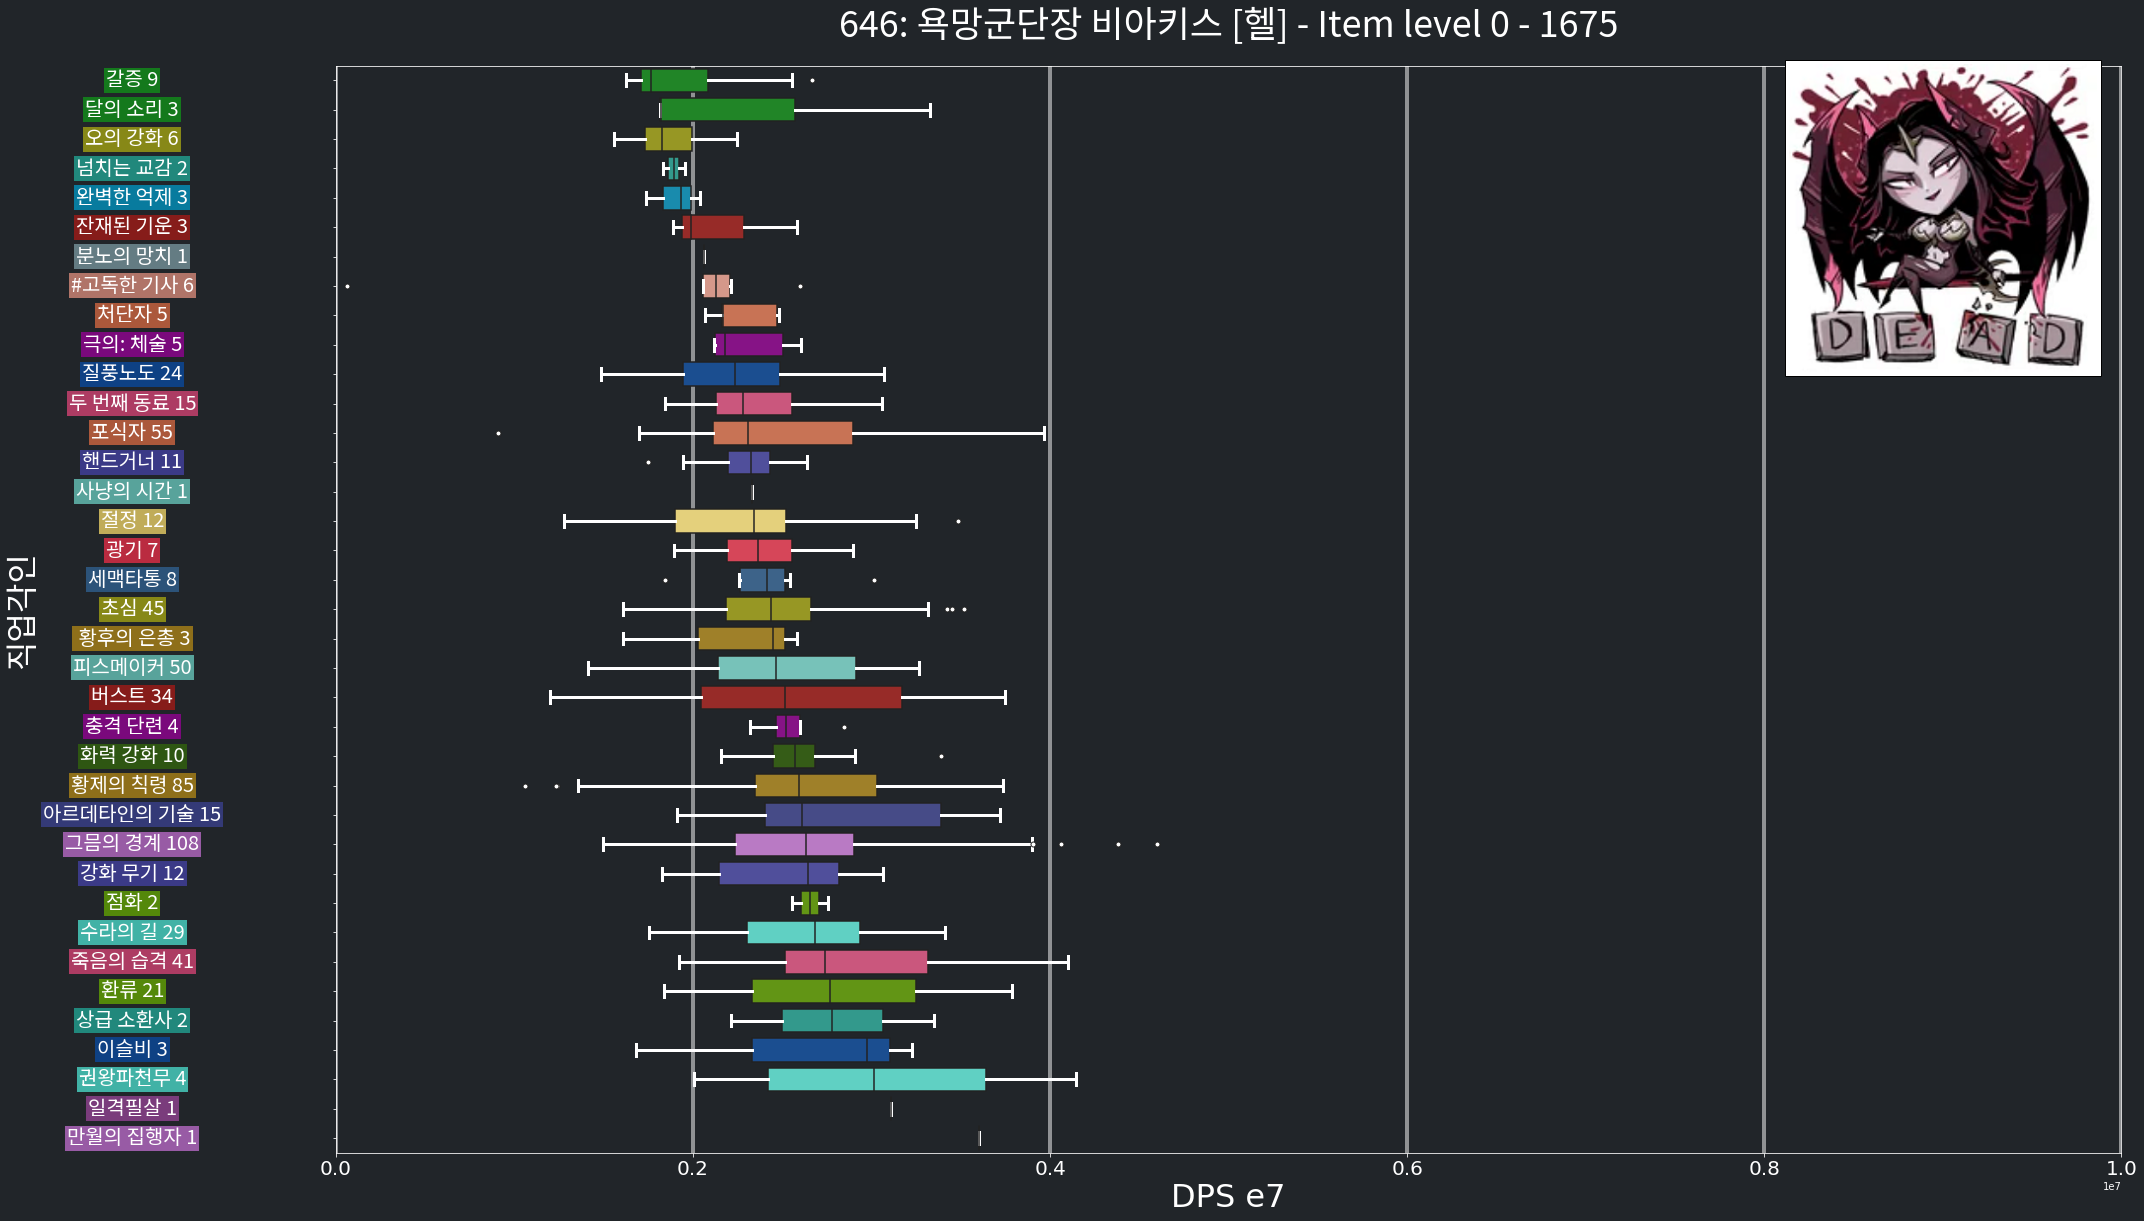 646: 욕망군단장 비아키스 [헬] - Item level 0 - 1675
직업각인
갈증 9
달의 소리 3
오의 강화 6
넘치는 교감 2
완벽한 억제 3
잔재된 기운 3
분노의 망치 1
#고독한 기사 6
처단자 5
극의: 체술 5
질풍노도 24
두 번째 동료 15
포식자 55
핸드거너 11
사냥의 시간 1
절정 12
광기 7
세맥타통 8
초심 45
황후의 은총 3
피스메이커 50
버스트 34
충격 단련 4
화력 강화 10
황제의 칙령 85
아르데타인의 기술 15
그믐의 경계 108
강화 무기 12
점화 2
수라의 길 29
죽음의 습격 41
환류 21
상급 소환사 2
이슬비 3
권왕파천무 4
일격필살 1
만월의 집행자 1
DEAD
0.0 0.2 0.4 0.6 0.8 1.0
1e7
DPS e7